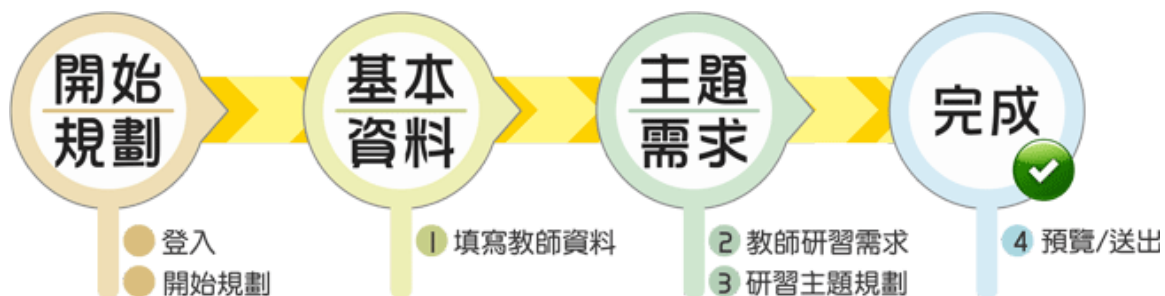 開始
規劃
基本
資料
主題
需求
完成
登入
開始規劃
1 填寫教師資料
2 教師研習需求
3 研習主題規劃
4 預覽/送出